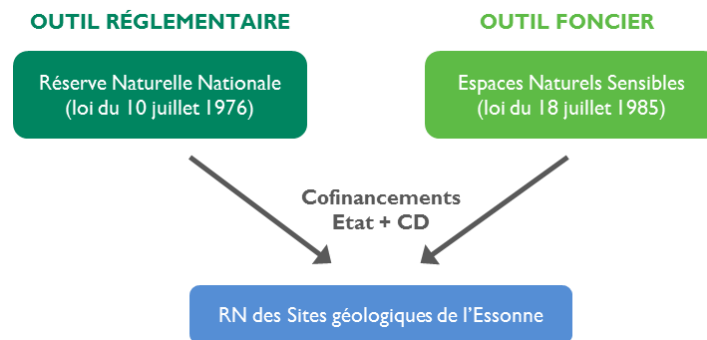 OUTIL RÉGLEMENTAIRE
OUTIL FONCIER
Réserve Naturelle Nationale
(loi du 10 juillet 1976)
Espaces Naturels Sensibles
(loi du 18 juillet 1985)
Cofinancements
Etat + CD
RN des Sites géologiques de l'Essonne